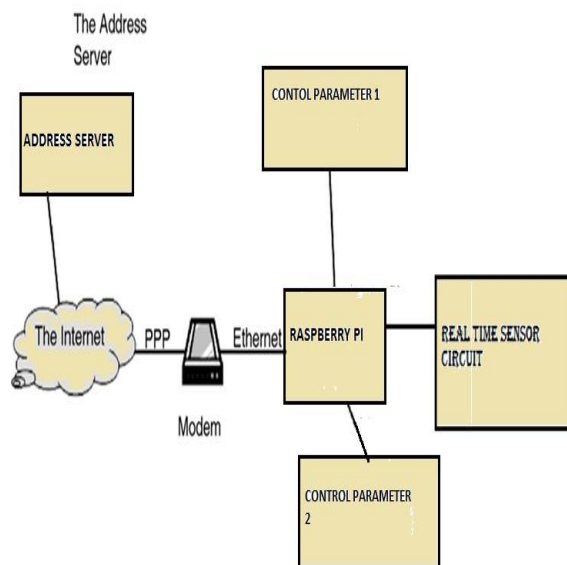 The Address
Server
CONTOL PARAMETER 1
ADDRESS SERVER
The Internet
PPP
Ethernet
RASPBERRY PI
REAL TIME SENSOR
CIRCUIT
Modem
CONTROL PARAMETER
2